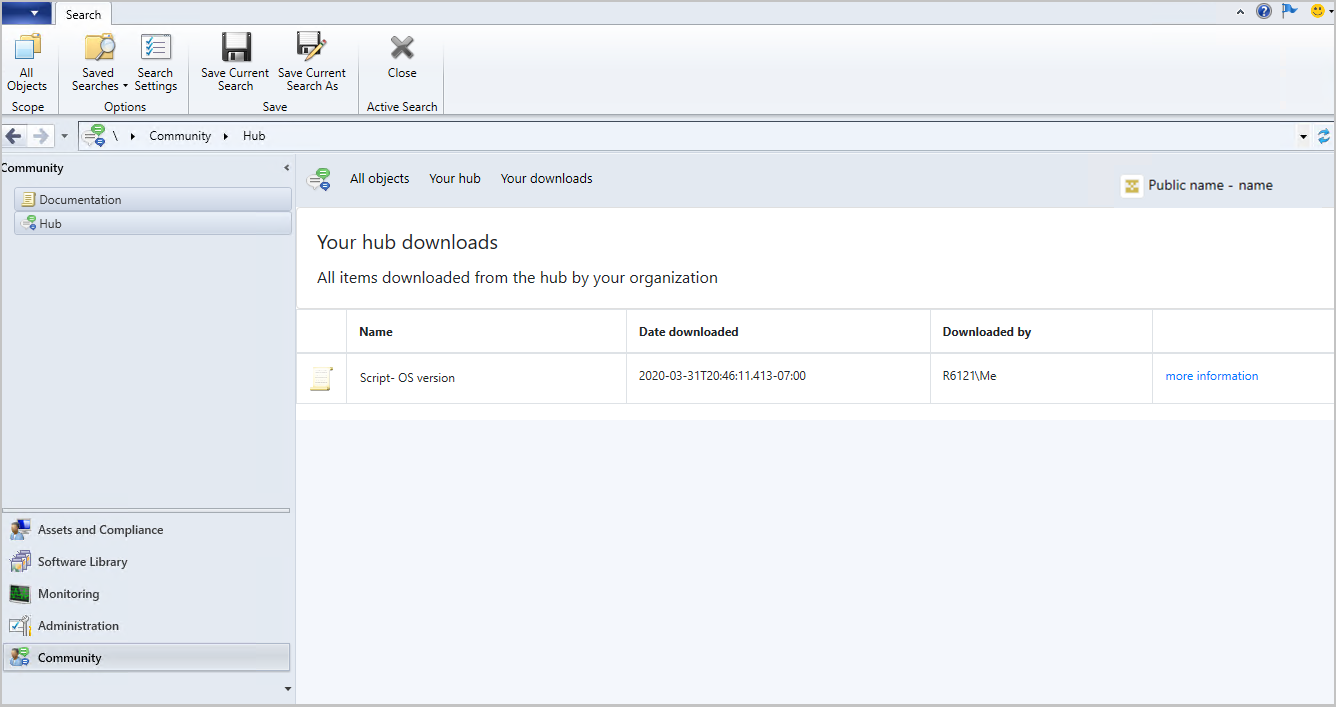 Search
All Objects
Saved Searches
Search Settings
Save Current Search
Save Current Search As
Close
Scope
Options
Save
Active Search
\ Community Hub
Community
Documentation
Hub
All objects Your hub Your downloads
Public name - name
Your hub downloads
All items downloaded from the hub by your organization
Name Date downloaded Downloaded by
Script- OS version 2020-03-31T20:46:11.413-07:00 R6121\Me more information
Assets and Compliance
Software Library
Monitoring
Administration
Community